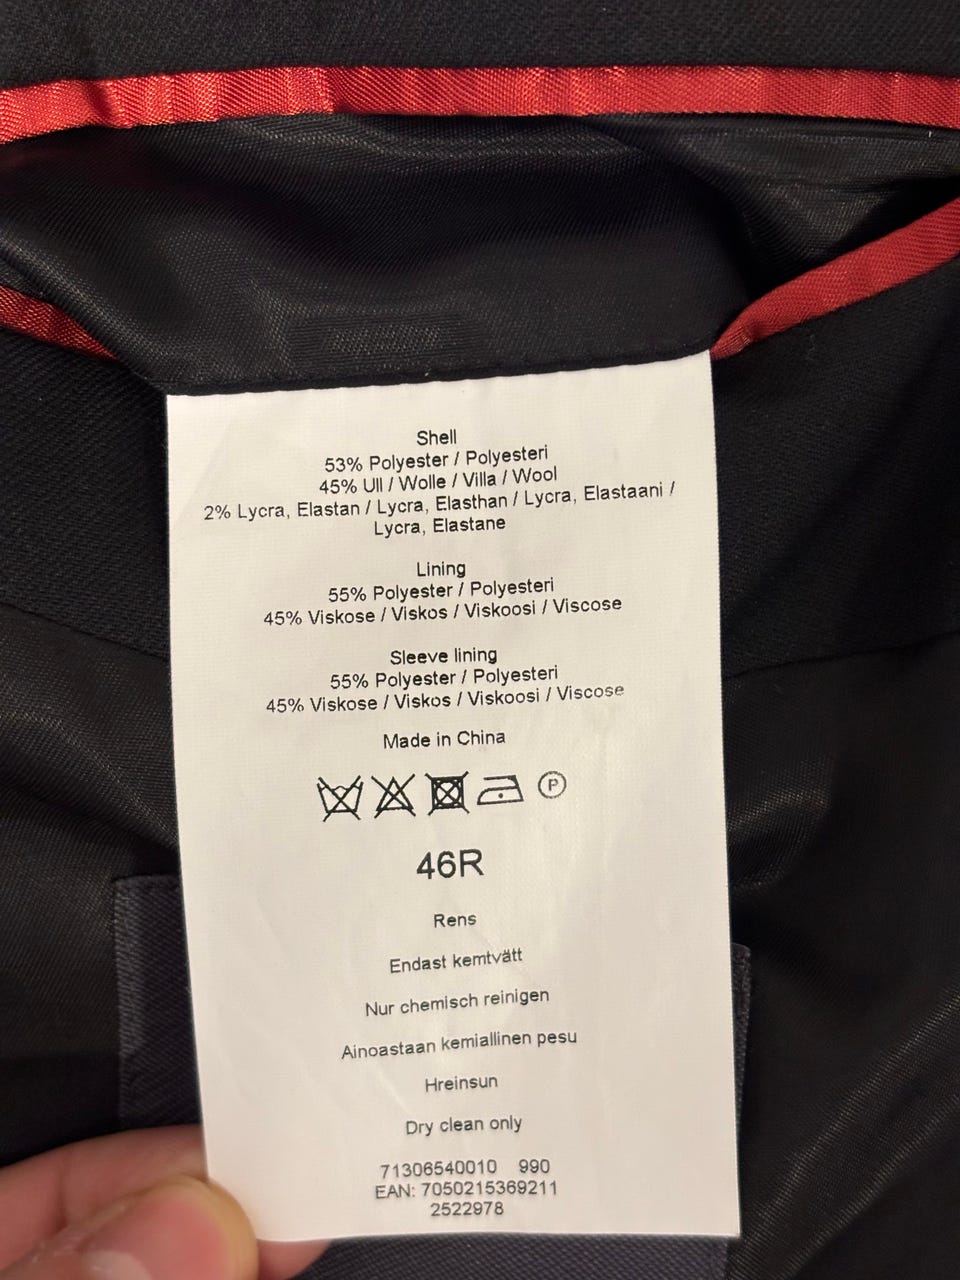 Shell
53% Polyester / Polyesteri
45% Ull / Wolle / Villa / Wool
2% Lycra, Elastan / Lycra, Elasthan / Lycra, Elastaani /
Lycra, Elastane
Lining
55% Polyester / Polyesteri
45% Viskose / Viskos / Viskoosi / Viscose
Sleeve lining
55% Polyester / Polyesteri
45% Viskose / Viskos / Viskoosi / Viscose
Made in China
P
46R
Rens
Endast kemtvätt
Nur chemisch reinigen
Ainoastaan kemiallinen pesu
Hreinsun
Dry clean only
71306540010 990
EAN: 7050215369211
2522978